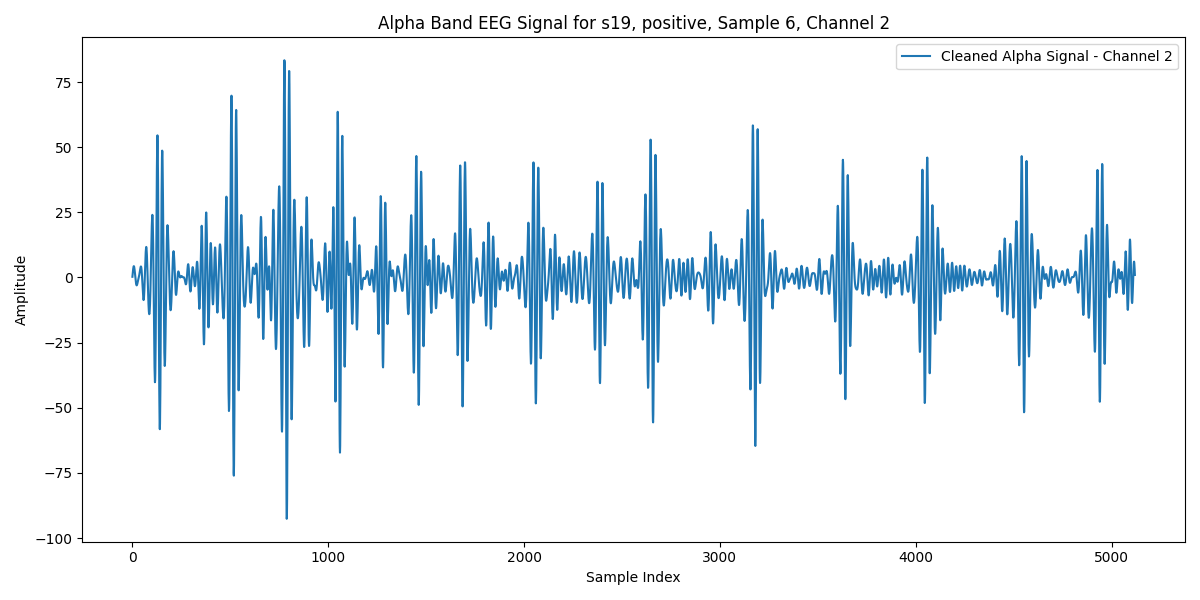 Alpha Band EEG Signal for s19, positive, Sample 6, Channel 2
Cleaned Alpha Signal - Channel 2
75
50
25
0
−25
−50
−75
−100
Amplitude
0 1000 2000 3000 4000 5000
Sample Index